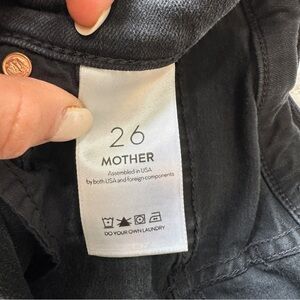 26
MOTHER
Assembled in USA
by both USA and foreign components
DO YOUR OWN LAUNDRY